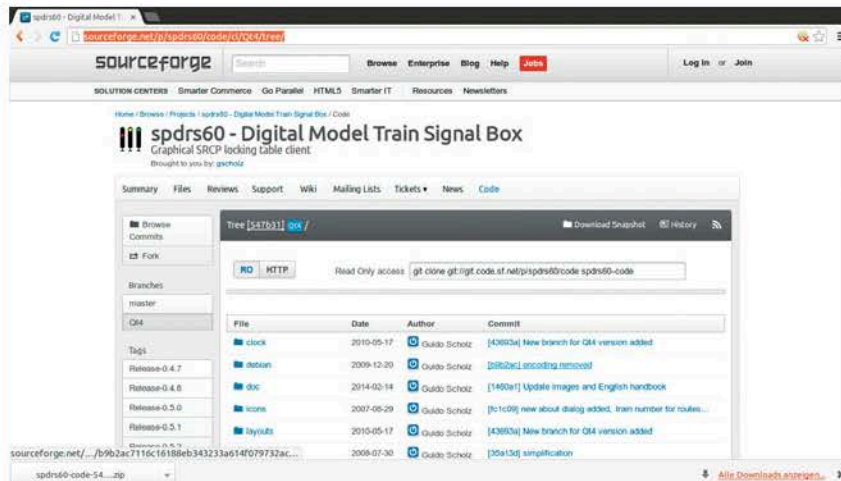 spdrs60 - Digital Model T
sourceforge.net/p/spdrs60/code/ci/Qt4/tree/
sourceforge
Search
Browse Enterprise Blog Help Jobs
Log In or Join
SOLUTION CENTERS Smarter Commerce Go Parallel HTML5 Smarter IT Resources Newsletters
Home / Browse / Projects / spdrs60 - Digital Model Train Signal Box / Code
spdrs60 - Digital Model Train Signal Box
Graphical SRCP locking table client
Brought to you by: gscholz
Summary Files Reviews Support Wiki Mailing Lists Tickets News Code
Browse Commits
Fork
Branches
master
Qt4
Tags
Release-0.4.7
Release-0.4.8
Release-0.5.0
Release-0.5.1
Release-0.5.2
Tree [547b31] Qt4 /
Download Snapshot History
RO HTTP Read Only access git clone git://git.code.sf.net/p/spdrs60/code spdrs60-code
File Date Author Commit
clock 2010-05-17 Guido Scholz [43693a] New branch for Qt4 version added
debian 2009-12-20 Guido Scholz [b9b2ac] encoding removed
doc 2014-02-14 Guido Scholz [1460a1] Update images and English handbook
icons 2007-08-29 Guido Scholz [fc1c09] new about dialog added, train number for routes...
layouts 2010-05-17 Guido Scholz [43693a] New branch for Qt4 version added
2008-07-30 Guido Scholz [35a13d] simplification
sourceforge.net/.../b9b2ac7116c16188eb343233a614f079732ac...
spdrs60-code-54....zip
Alle Downloads anzeigen...